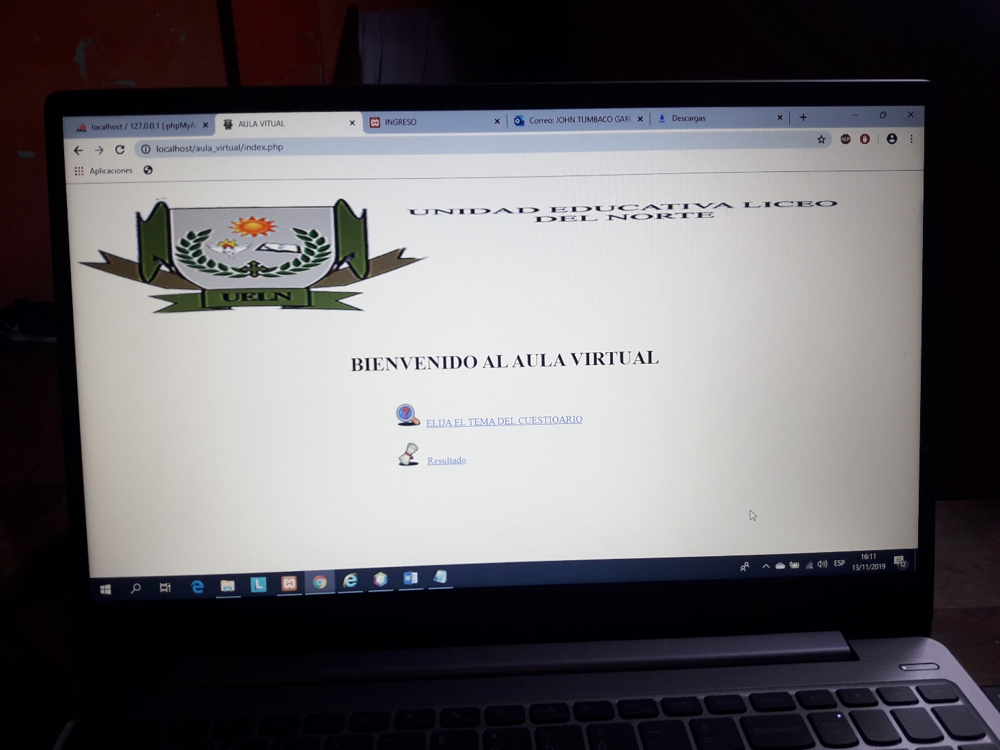 localhost / 127.0.0.1 | phpMyA
AULA VITUAL
INGRESO
Correo: JOHN TUMBACO GAR
Descargas
localhost/aula_virtual/index.php
ABP
Aplicaciones
UNIDAD EDUCATIVA LICEO
DEL NORTE
UELN
BIENVENIDO AL AULA VIRTUAL
ELIJA EL TEMA DEL CUESTIOARIO
Resultado
ESP
16:11
13/11/2019
12